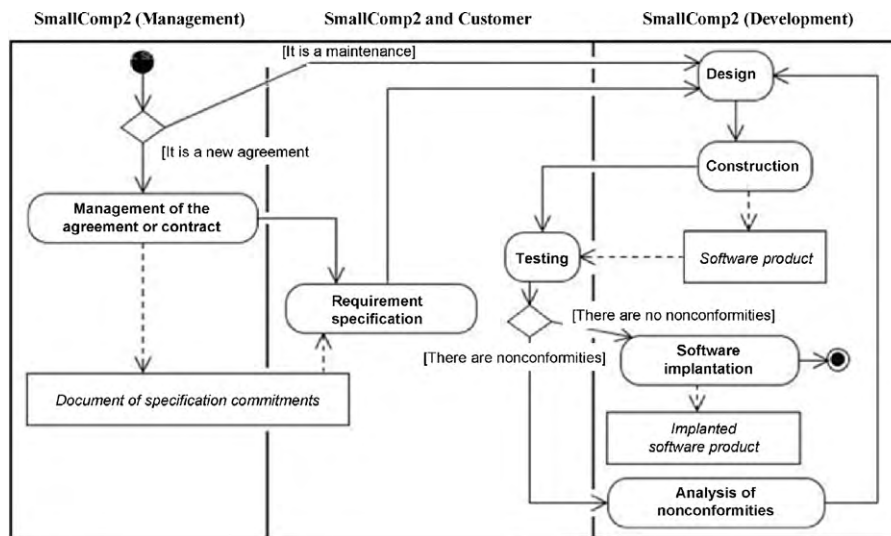 SmallComp2 (Management)
SmallComp2 and Customer
SmallComp2 (Development)
[It is a maintenance]
Design
[It is a new agreement
Construction
Management of the
agreement or contract
Testing
Software product
Requirement
specification
[There are no nonconformities]
[There are nonconformities]
Software
implantation
Document of specification commitments
Implanted
software product
Analysis of
nonconformities